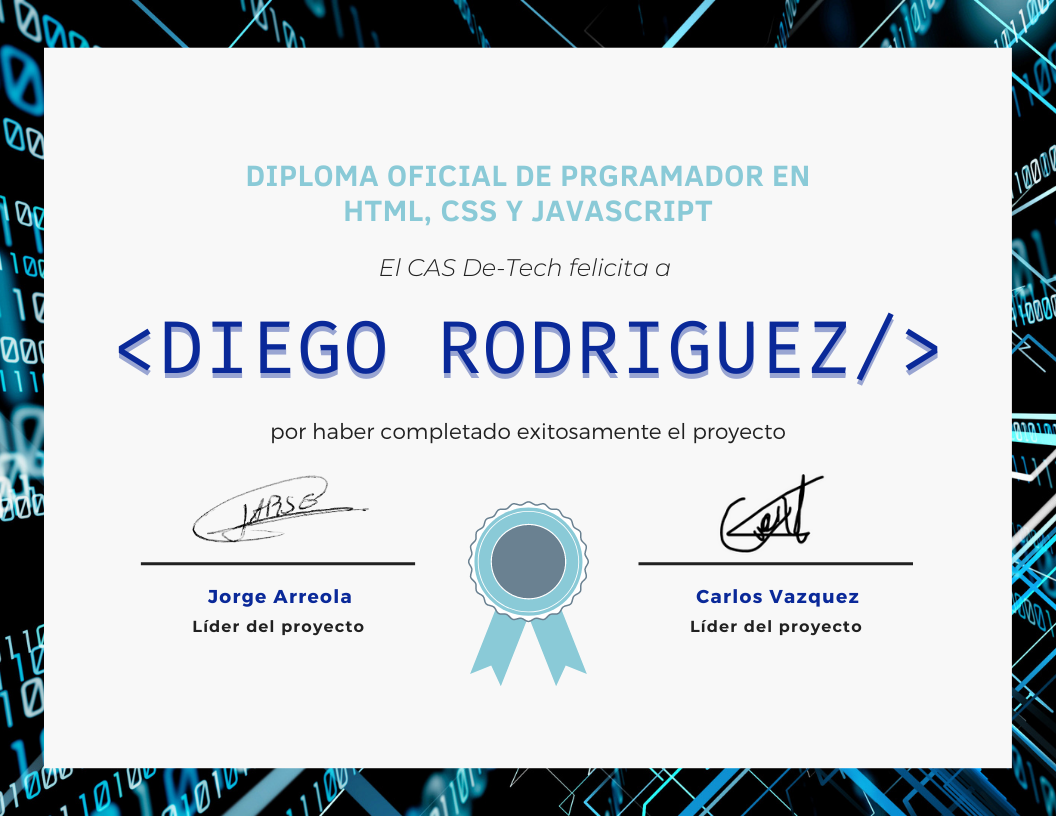 DIPLOMA OFICIAL DE PRGRAMADOR EN
HTML, CSS Y JAVASCRIPT
El CAS De-Tech felicita a
<DIEGO RODRIGUEZ/>
por haber completado exitosamente el proyecto
Jorge Arreola
Líder del proyecto
Carlos Vazquez
Líder del proyecto